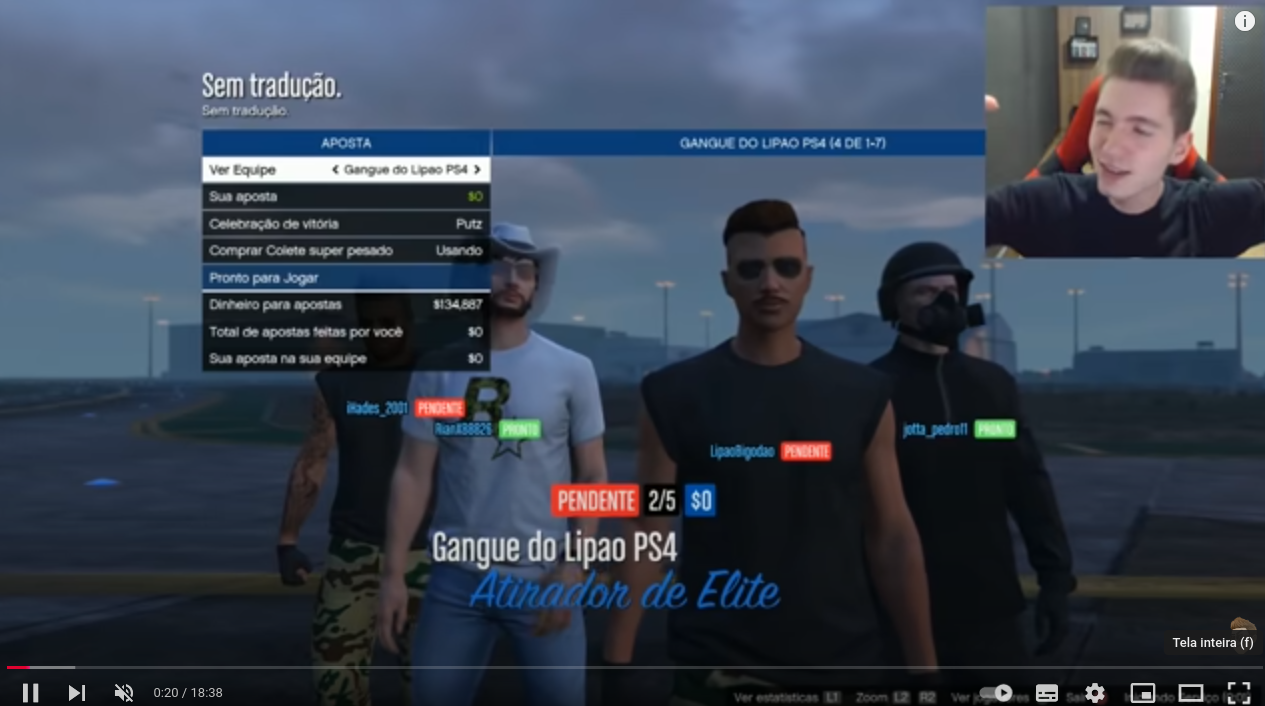 Sem tradução.
Sem tradução.
APOSTA
GANGUE DO LIPAO PS4 (4 DE 1-7)
Ver Equipe
Gangue do Lipao PS4
Sua aposta
$0
Celebração de vitória
Putz
Comprar Colete super pesado
Usando
Pronto para Jogar
Dinheiro para apostas
$134,887
Total de apostas feitas por você
$0
Sua aposta na sua equipe
$0
iHades_2001 PENDENTE
PRONTO
LipaoBigodao PENDENTE
jotta_pedro11 PRONTO
PENDENTE 2/5 $0
Gangue do Lipao PS4
Atirador de Elite
R
Tela inteira (f)
0:20 / 18:38
Ver estatísticas L1 Zoom L2 R2